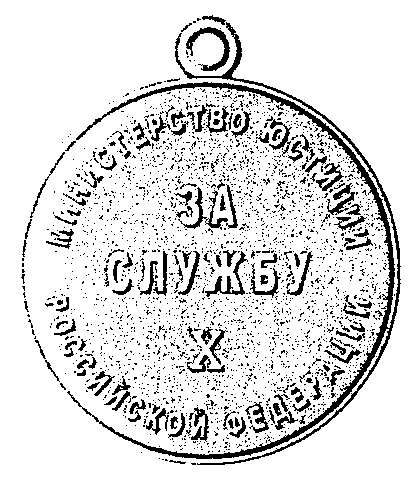 МИНИСТЕРСТВО ЮСТИЦИИ
ЗА
СЛУЖБУ
X
РОССИЙСКОЙ ФЕДЕРАЦИИ